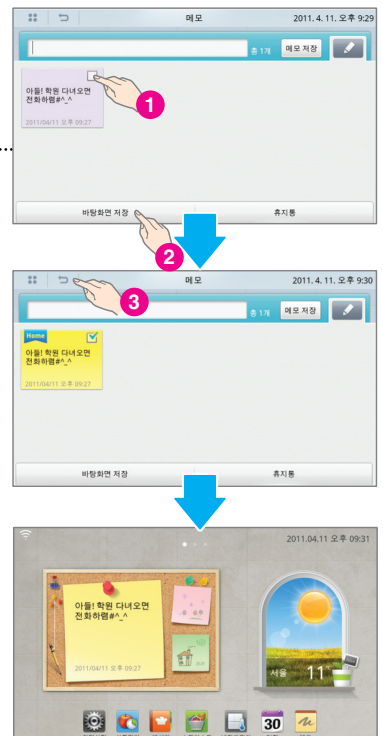 메모
2011. 4. 11. 오후 9:29
총 1개
메모 저장
아들! 학원 다녀오면
전화하렴#^_^
2011/04/11 오후 09:27
1
바탕화면 저장
휴지통
2
메모
2011. 4. 11. 오후 9:30
3
총 1개
메모 저장
Home
아들! 학원 다녀오면
전화하렴#^_^
2011/04/11 오후 09:27
바탕화면 저장
휴지통
2011.04.11 오후 09:31
아들! 학원 다녀오면
전화하렴#^_^
2011/04/11 오후 09:27
서울 11°
30